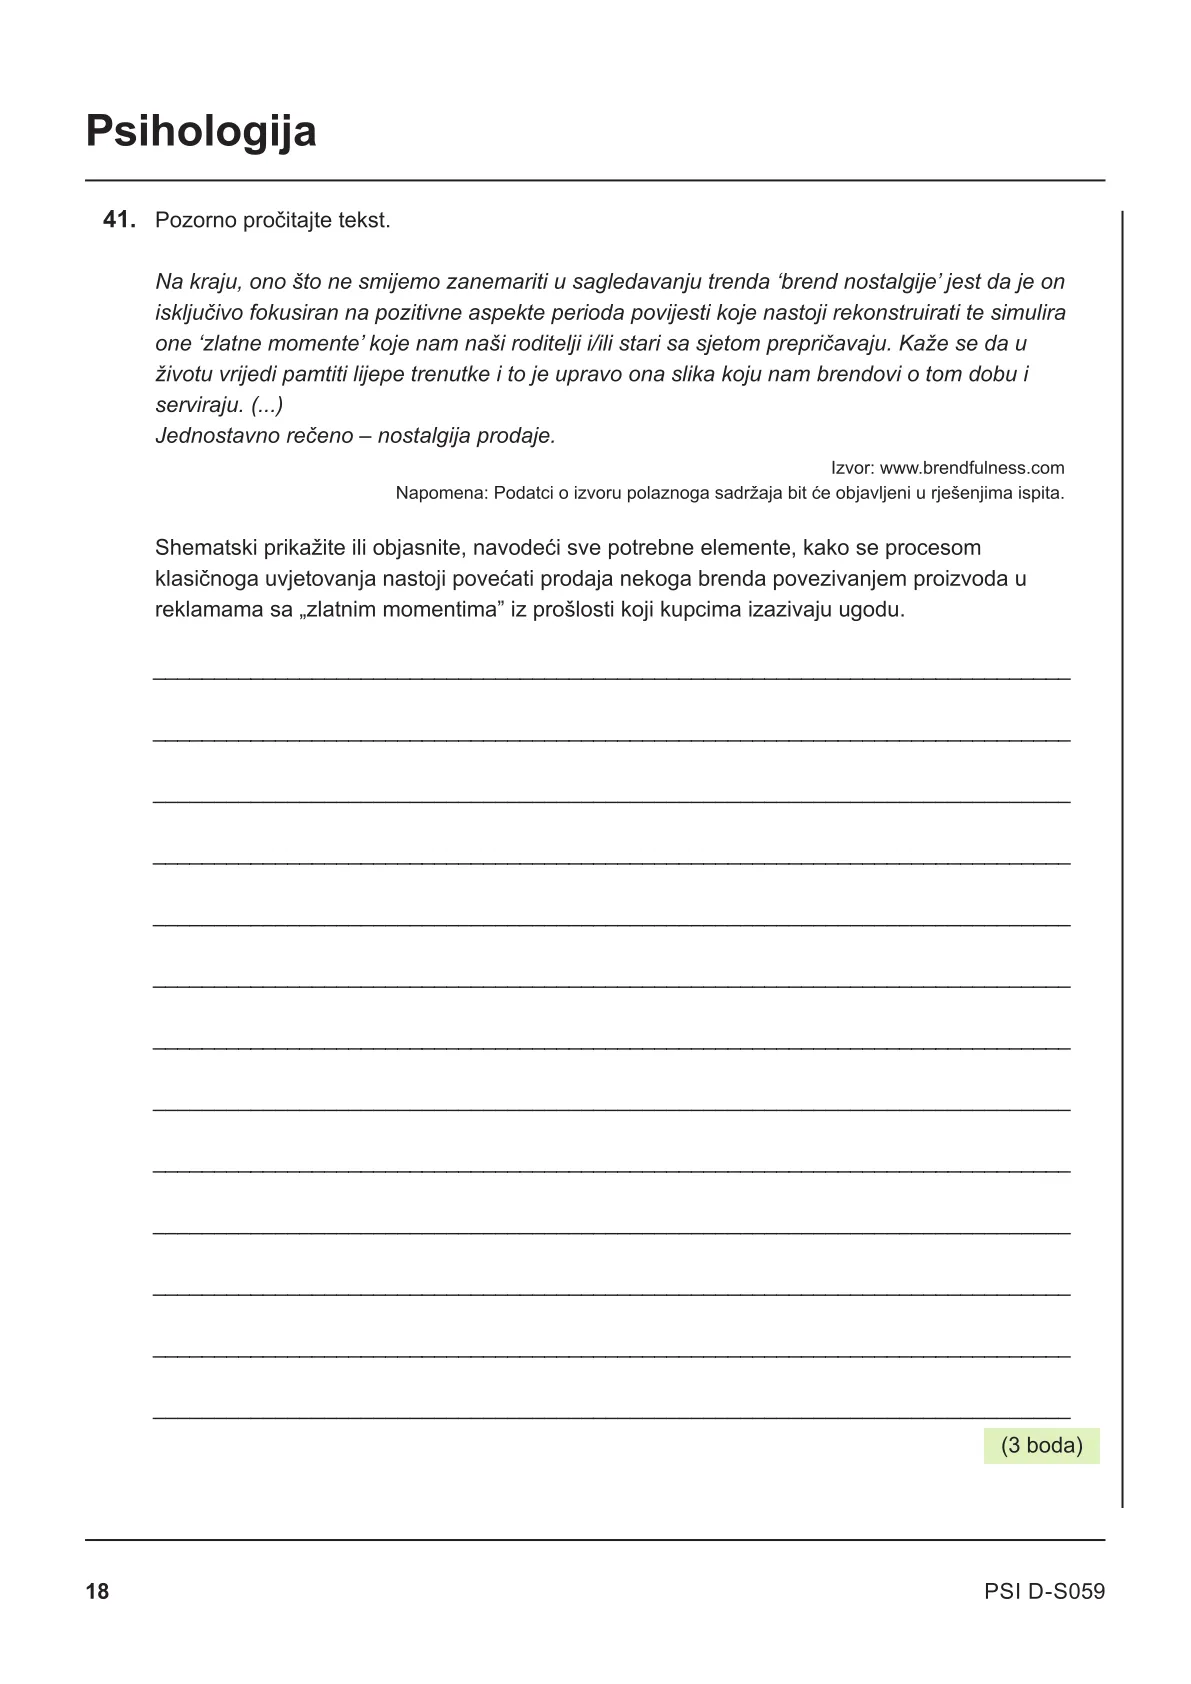 Psihologija
41. Pozorno pročitajte tekst.
Na kraju, ono što ne smijemo zanemariti u sagledavanju trenda ‘brend nostalgije’ jest da je on
isključivo fokusiran na pozitivne aspekte perioda povijesti koje nastoji rekonstruirati te simulira
one ‘zlatne momente’ koje nam naši roditelji i/ili stari sa sjetom prepričavaju. Kaže se da u
životu vrijedi pamtiti lijepe trenutke i to je upravo ona slika koju nam brendovi o tom dobu i
serviraju. (...)
Jednostavno rečeno – nostalgija prodaje.
Izvor: www.brendfulness.com
Napomena: Podatci o izvoru polaznoga sadržaja bit će objavljeni u rješenjima ispita.
Shematski prikažite ili objasnite, navodeći sve potrebne elemente, kako se procesom
klasičnoga uvjetovanja nastoji povećati prodaja nekoga brenda povezivanjem proizvoda u
reklamama sa „zlatnim momentima” iz prošlosti koji kupcima izazivaju ugodu.
(3 boda)
18 PSI D-S059